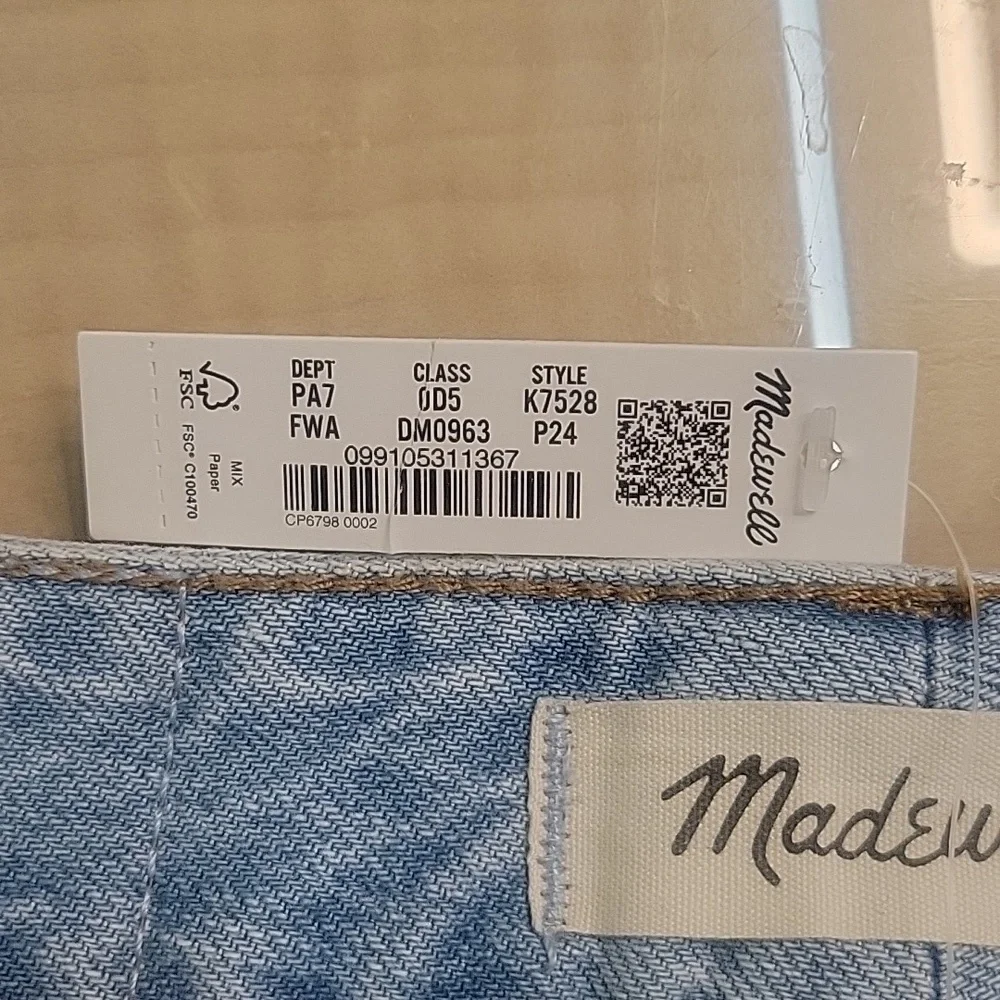 DEPT CLASS STYLE
PA7 0D5 K7528
FWA DM0963 P24
099105311367
CP6798 0002
FSC ®
FSC® C100470
MIX
Paper
Madewell
Madew